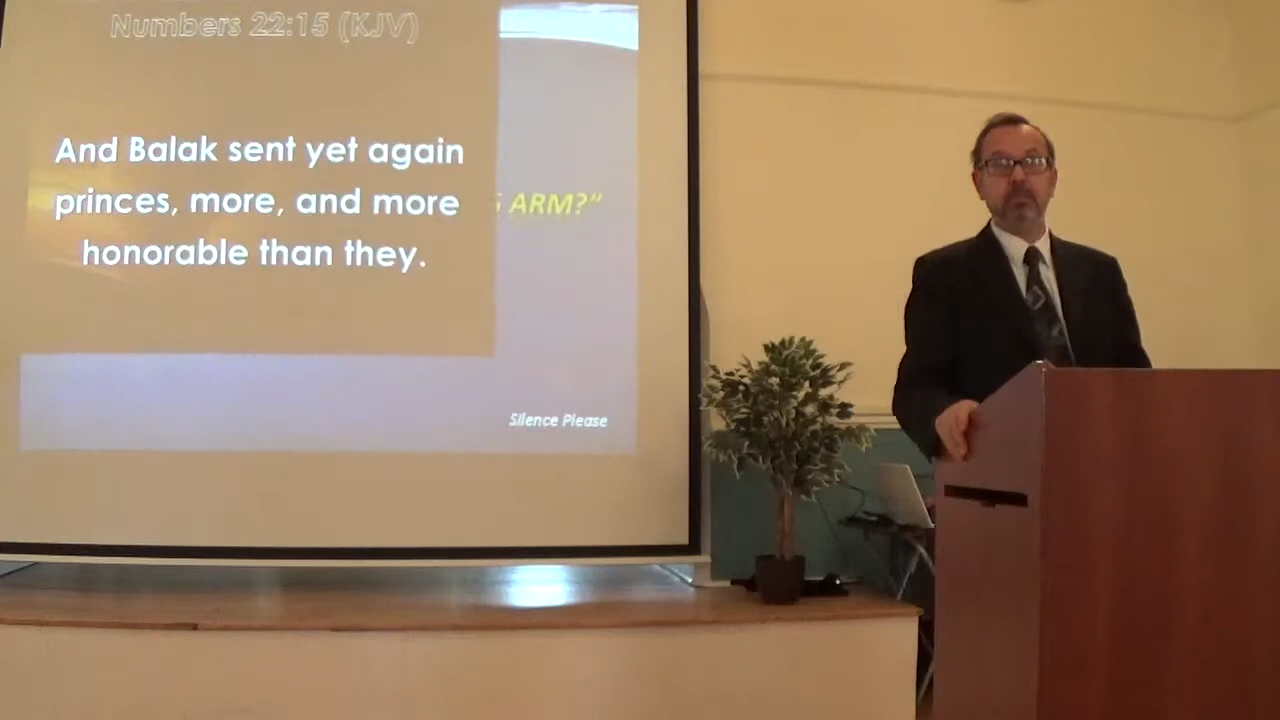 Numbers 22:15 (KJV)
And Balak sent yet again
princes, more, and more
honorable than they.
ARM?”
Silence Please